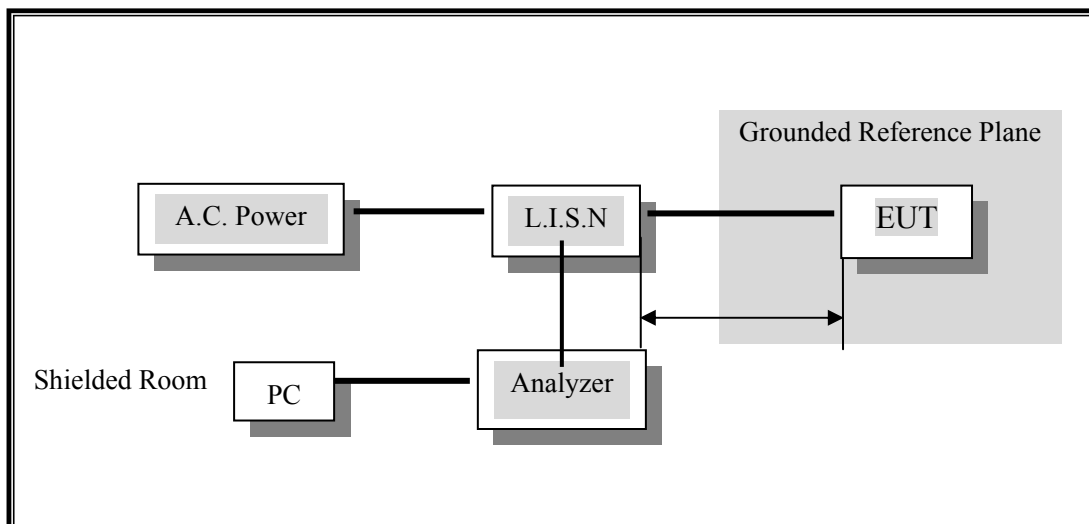 Grounded Reference Plane
A.C. Power
L.I.S.N
EUT
Shielded Room
PC
Analyzer